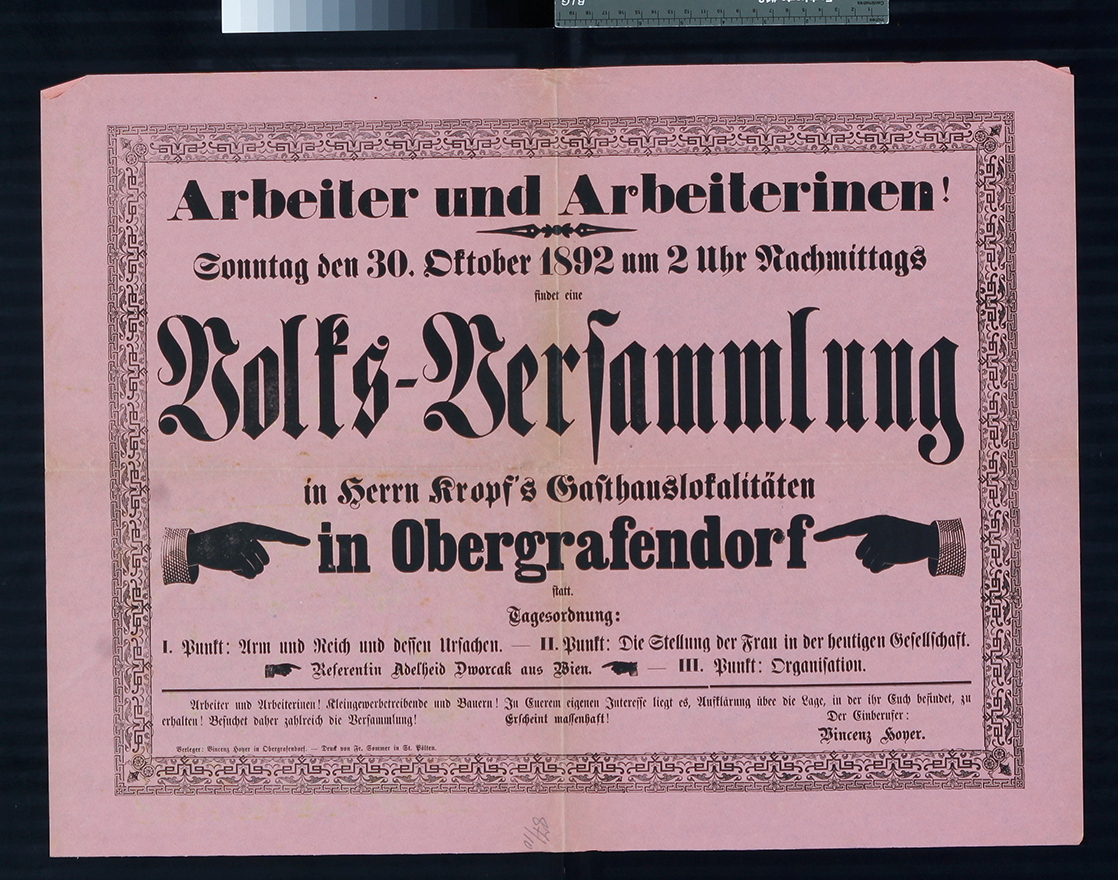 Arbeiter und Arbeiterinen!
Sonntag den 30. Oktober 1892 um 2 Uhr Nachmittags
findet eine
Volks-Versammlung
in Herrn Kropf's Gasthauslokalitäten
in Obergrafendorf
statt.
Tagesordnung:
I. Punkt: Arm und Reich und dessen Ursachen. — II. Punkt: Die Stellung der Frau in der heutigen Gesellschaft.
Referentin Adelheid Dworcak aus Wien. — III. Punkt: Organisation.
Arbeiter und Arbeiterinen! Kleingewerbetreibende und Bauern! In Euerem eigenen Interesse liegt es, Aufklärung über die Lage, in der ihr Euch befindet, zu
erhalten! Besuchet daher zahlreich die Versammlung! Erscheint massenhaft! Der Einberufer:
Vincenz Hoyer.
Verleger: Vincenz Hoyer in Obergrafendorf. — Druck von Fr. Sommer in St. Pölten.